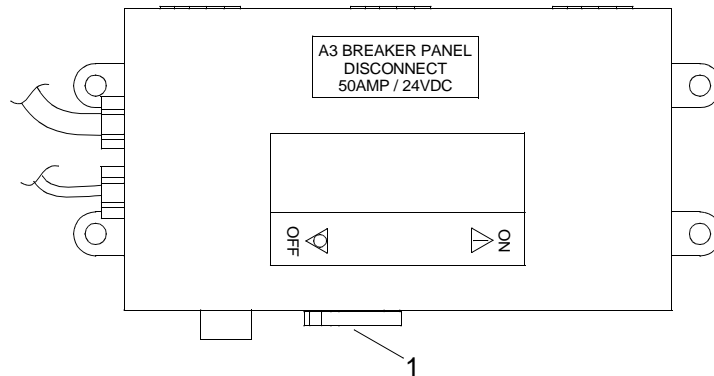 A3 BREAKER PANEL
DISCONNECT
50AMP / 24VDC
OFF
ON
1